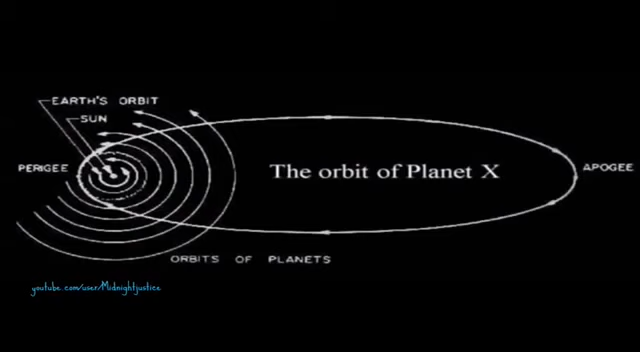 EARTH'S ORBIT
SUN
PERIGEE
The orbit of Planet X
APOGEE
ORBITS OF PLANETS
youtube.com/user/Midnightjustice